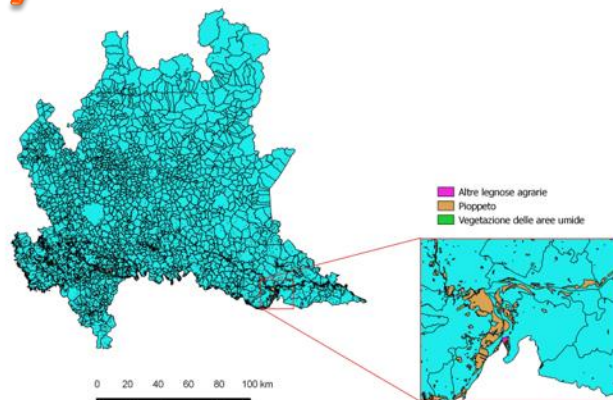 Altre legnose agrarie
Pioppeto
Vegetazione delle aree umide
0 20 40 60 80 100 km